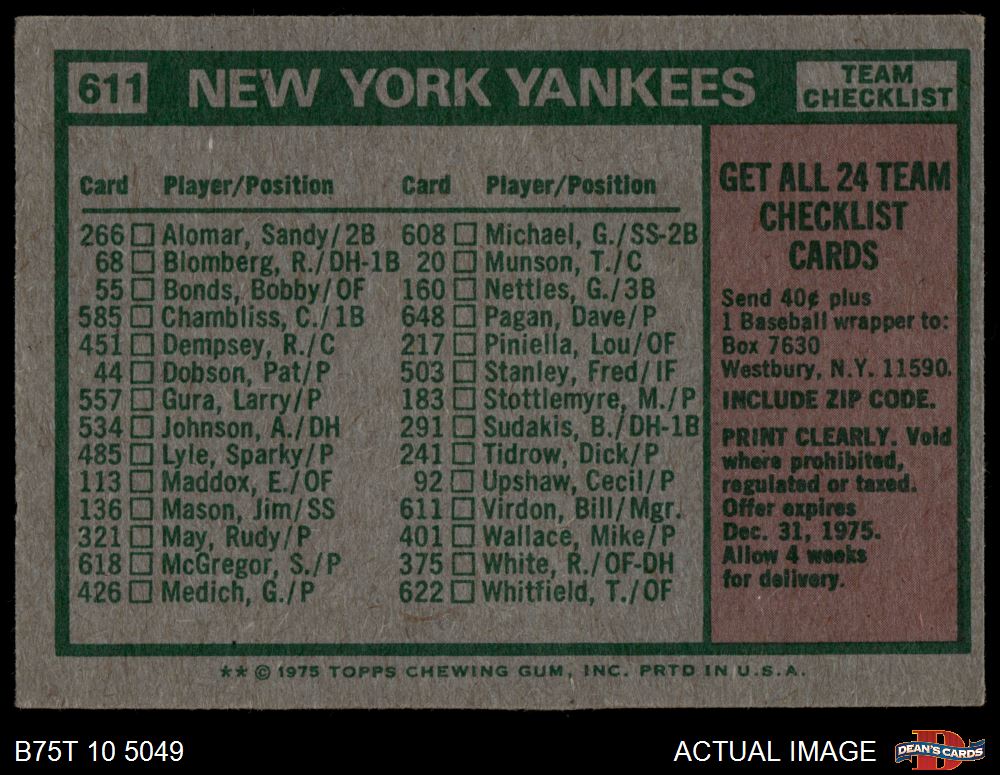 611 NEW YORK YANKEES
TEAM
CHECKLIST
Card Player/Position Card Player/Position
266 Alomar, Sandy/2B 608 Michael, G./SS-2B
68 Blomberg, R./DH-1B 20 Munson, T./C
55 Bonds, Bobby/OF 160 Nettles, G./3B
585 Chambliss, C./1B 648 Pagan, Dave/P
451 Dempsey, R./C 217 Piniella, Lou/OF
44 Dobson, Pat/P 503 Stanley, Fred/IF
557 Gura, Larry/P 183 Stottlemyre, M./P
534 Johnson, A./DH 291 Sudakis, B./DH-1B
485 Lyle, Sparky/P 241 Tidrow, Dick/P
113 Maddox, E./OF 92 Upshaw, Cecil/P
136 Mason, Jim/SS 611 Virdon, Bill/Mgr.
321 May, Rudy/P 401 Wallace, Mike/P
618 McGregor, S./P 375 White, R./OF-DH
426 Medich, G./P 622 Whitfield, T./OF
GET ALL 24 TEAM
CHECKLIST
CARDS
Send 40¢ plus
1 Baseball wrapper to:
Box 7630
Westbury, N.Y. 11590.
INCLUDE ZIP CODE.
PRINT CLEARLY. Void
where prohibited,
regulated or taxed.
Offer expires
Dec. 31, 1975.
Allow 4 weeks
for delivery.
** © 1975 TOPPS CHEWING GUM, INC. PRTD IN U.S.A.
B75T 10 5049
ACTUAL IMAGE
D
DEAN'S CARDS